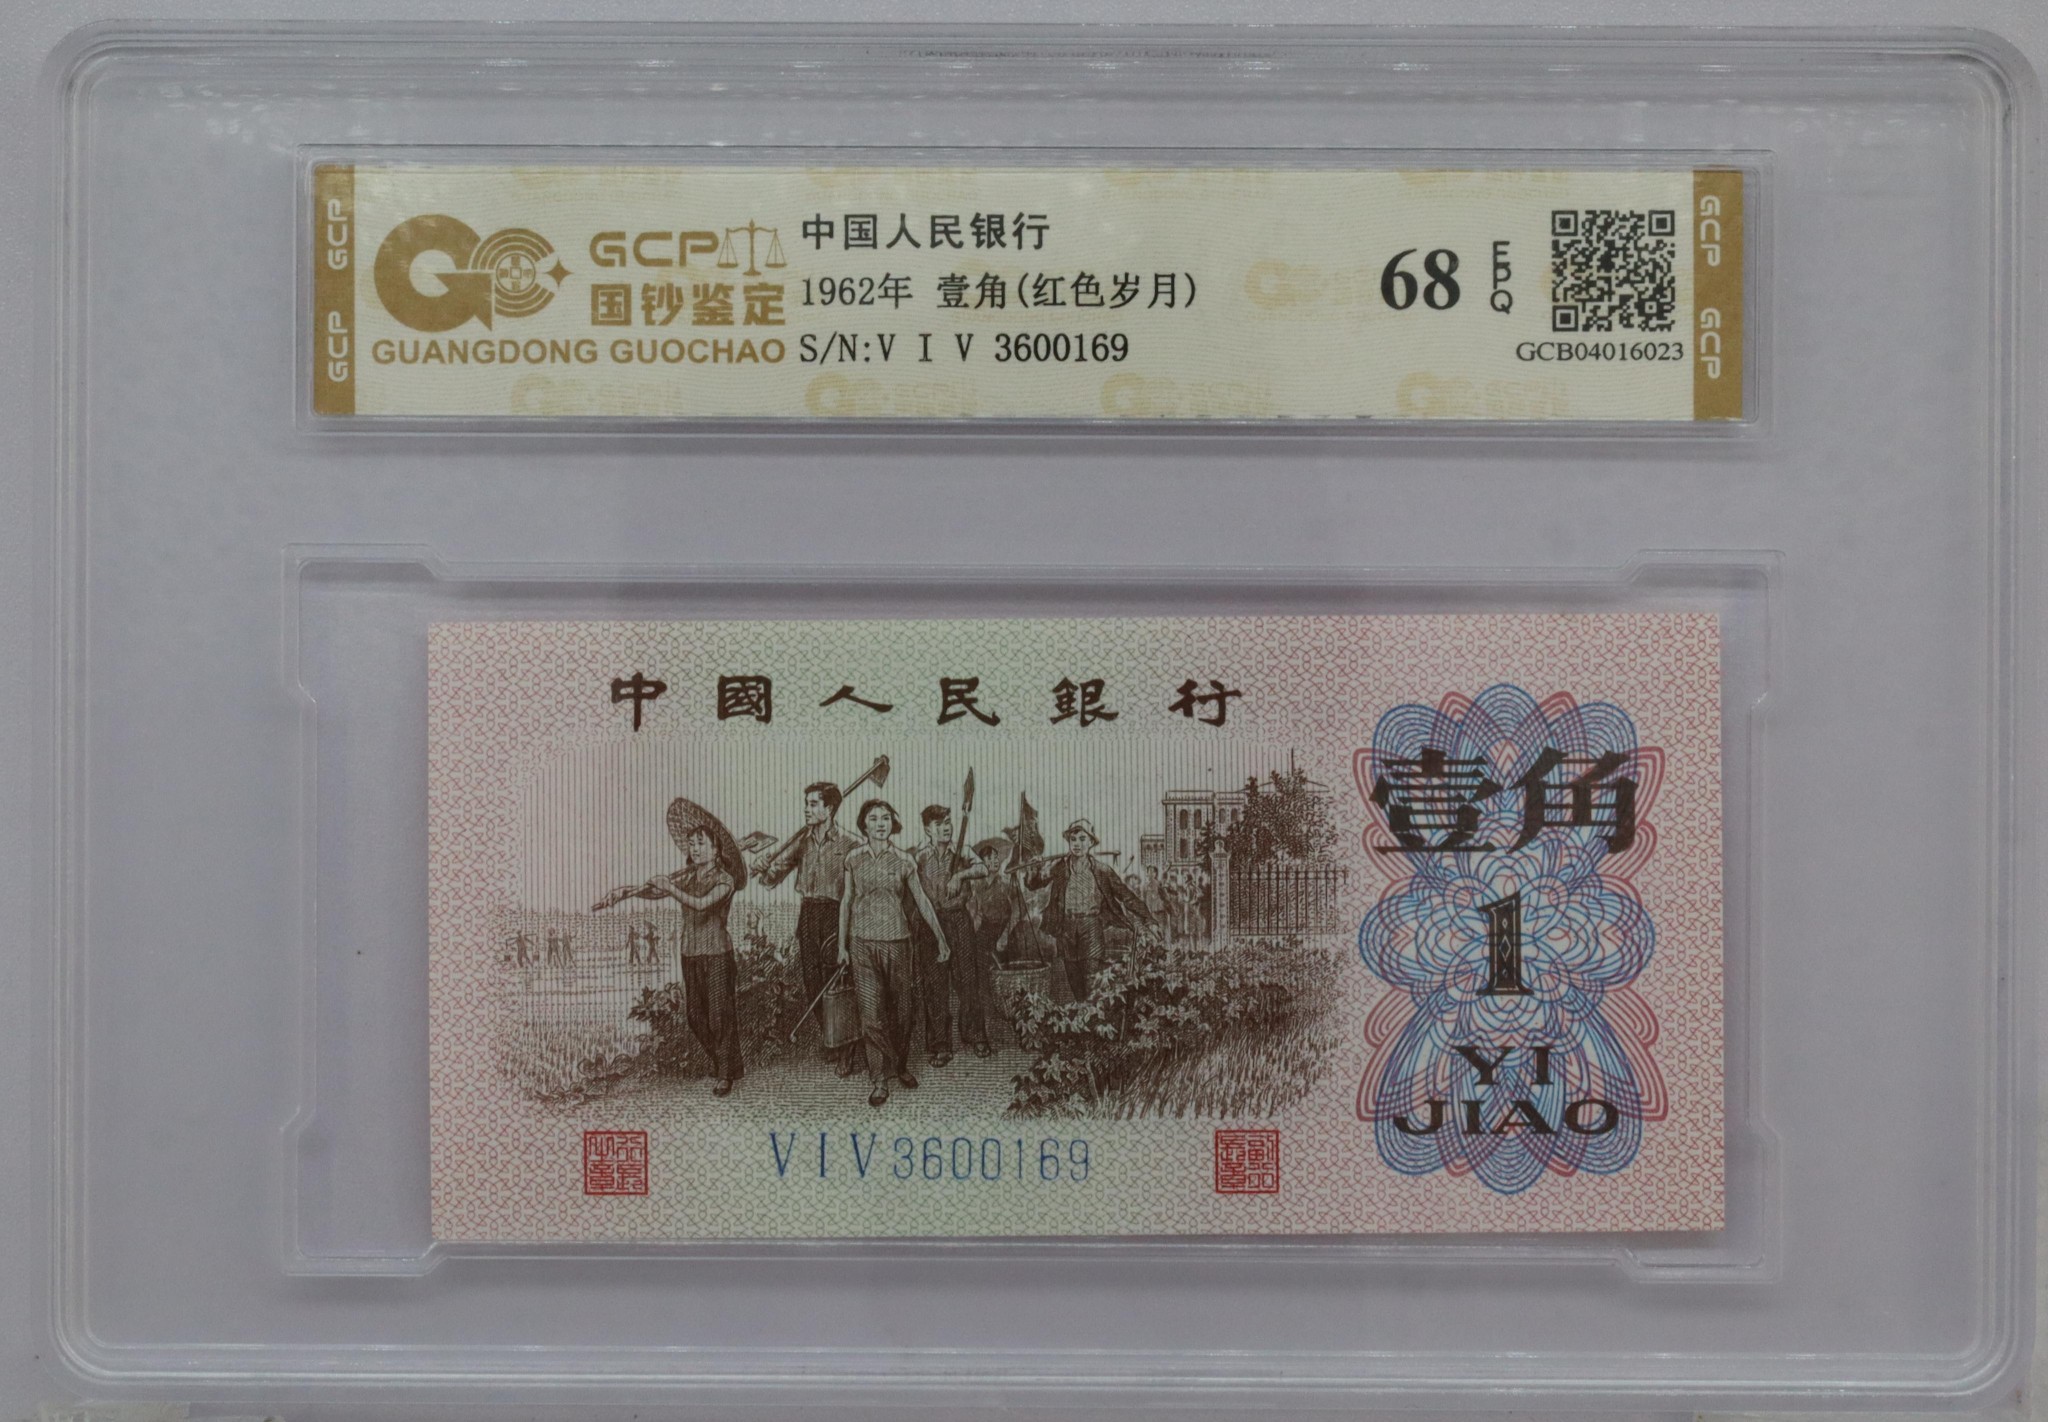 GCP
GCP
GCP
国钞鉴定
GUANGDONG GUOCHAO
中国人民银行
1962年 壹角(红色岁月)
S/N:V I V 3600169
68
EPQ
GCB04016023
GCP
GCP
中國人民銀行
壹角
1
YI
JIAO
VIV3600169